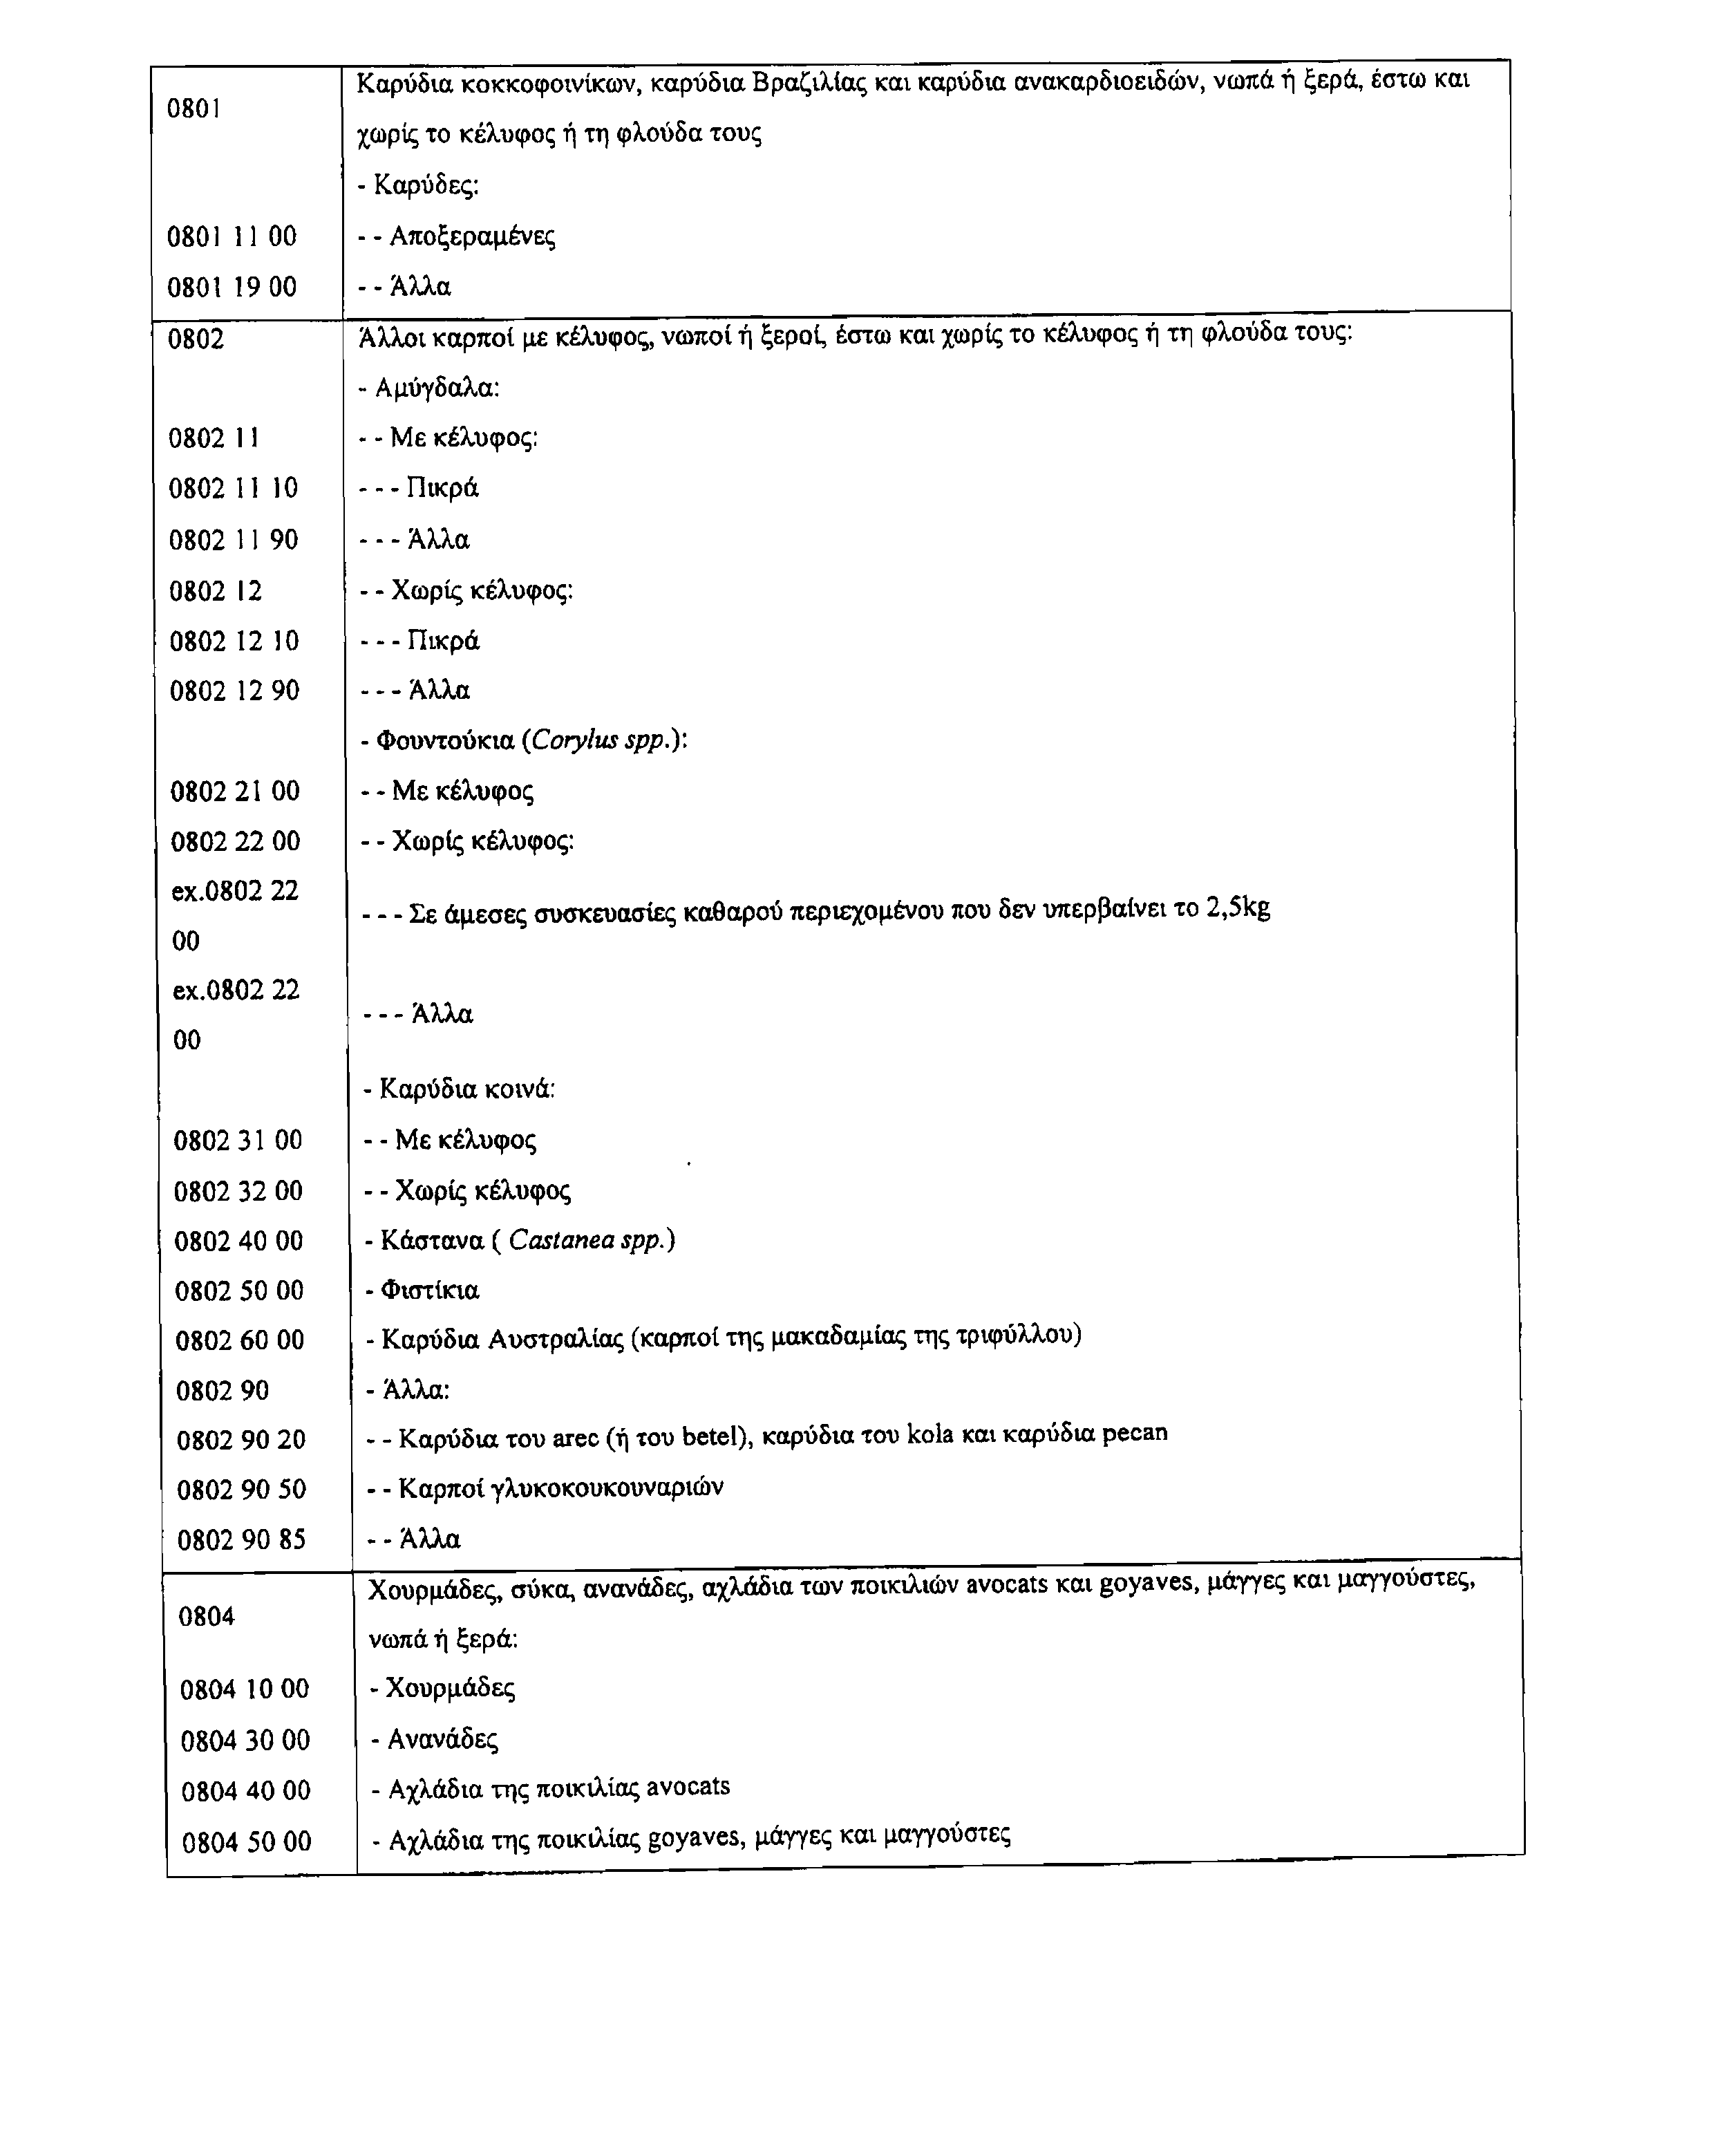 0801
Καρύδια κοκκοφοινίκων, καρύδια Βραζιλίας και καρύδια ανακαρδιοειδών, νωπά ή ξερά, έστω και
χωρίς το κέλυφος ή τη φλούδα τους
- Καρύδες:
0801 11 00 - - Αποξεραμένες
0801 19 00 - - Άλλα
0802 Άλλοι καρποί με κέλυφος, νωποί ή ξεροί, έστω και χωρίς το κέλυφος ή τη φλούδα τους:
- Αμύγδαλα:
0802 11 - - Με κέλυφος:
0802 11 10 - - - Πικρά
0802 11 90 - - - Άλλα
0802 12 - - Χωρίς κέλυφος:
0802 12 10 - - - Πικρά
0802 12 90 - - - Άλλα
- Φουντούκια (Corylus spp.):
0802 21 00 - - Με κέλυφος
0802 22 00 - - Χωρίς κέλυφος:
ex.0802 22
00
- - - Σε άμεσες συσκευασίες καθαρού περιεχομένου που δεν υπερβαίνει το 2,5kg
ex.0802 22
00
- - - Άλλα
- Καρύδια κοινά:
0802 31 00 - - Με κέλυφος
0802 32 00 - - Χωρίς κέλυφος
0802 40 00 - Κάστανα ( Castanea spp.)
0802 50 00 - Φιστίκια
0802 60 00 - Καρύδια Αυστραλίας (καρποί της μακαδαμίας της τριφύλλου)
0802 90 - Άλλα:
0802 90 20 - - Καρύδια του arec (ή του betel), καρύδια του kola και καρύδια pecan
0802 90 50 - - Καρποί γλυκοκουκουναριών
0802 90 85 - - Άλλα
0804
Χουρμάδες, σύκα, ανανάδες, αχλάδια των ποικιλιών avocats και goyaves, μάγγες και μαγγούστες,
νωπά ή ξερά:
0804 10 00 - Χουρμάδες
0804 30 00 - Ανανάδες
0804 40 00 - Αχλάδια της ποικιλίας avocats
0804 50 00 - Αχλάδια της ποικιλίας goyaves, μάγγες και μαγγούστες